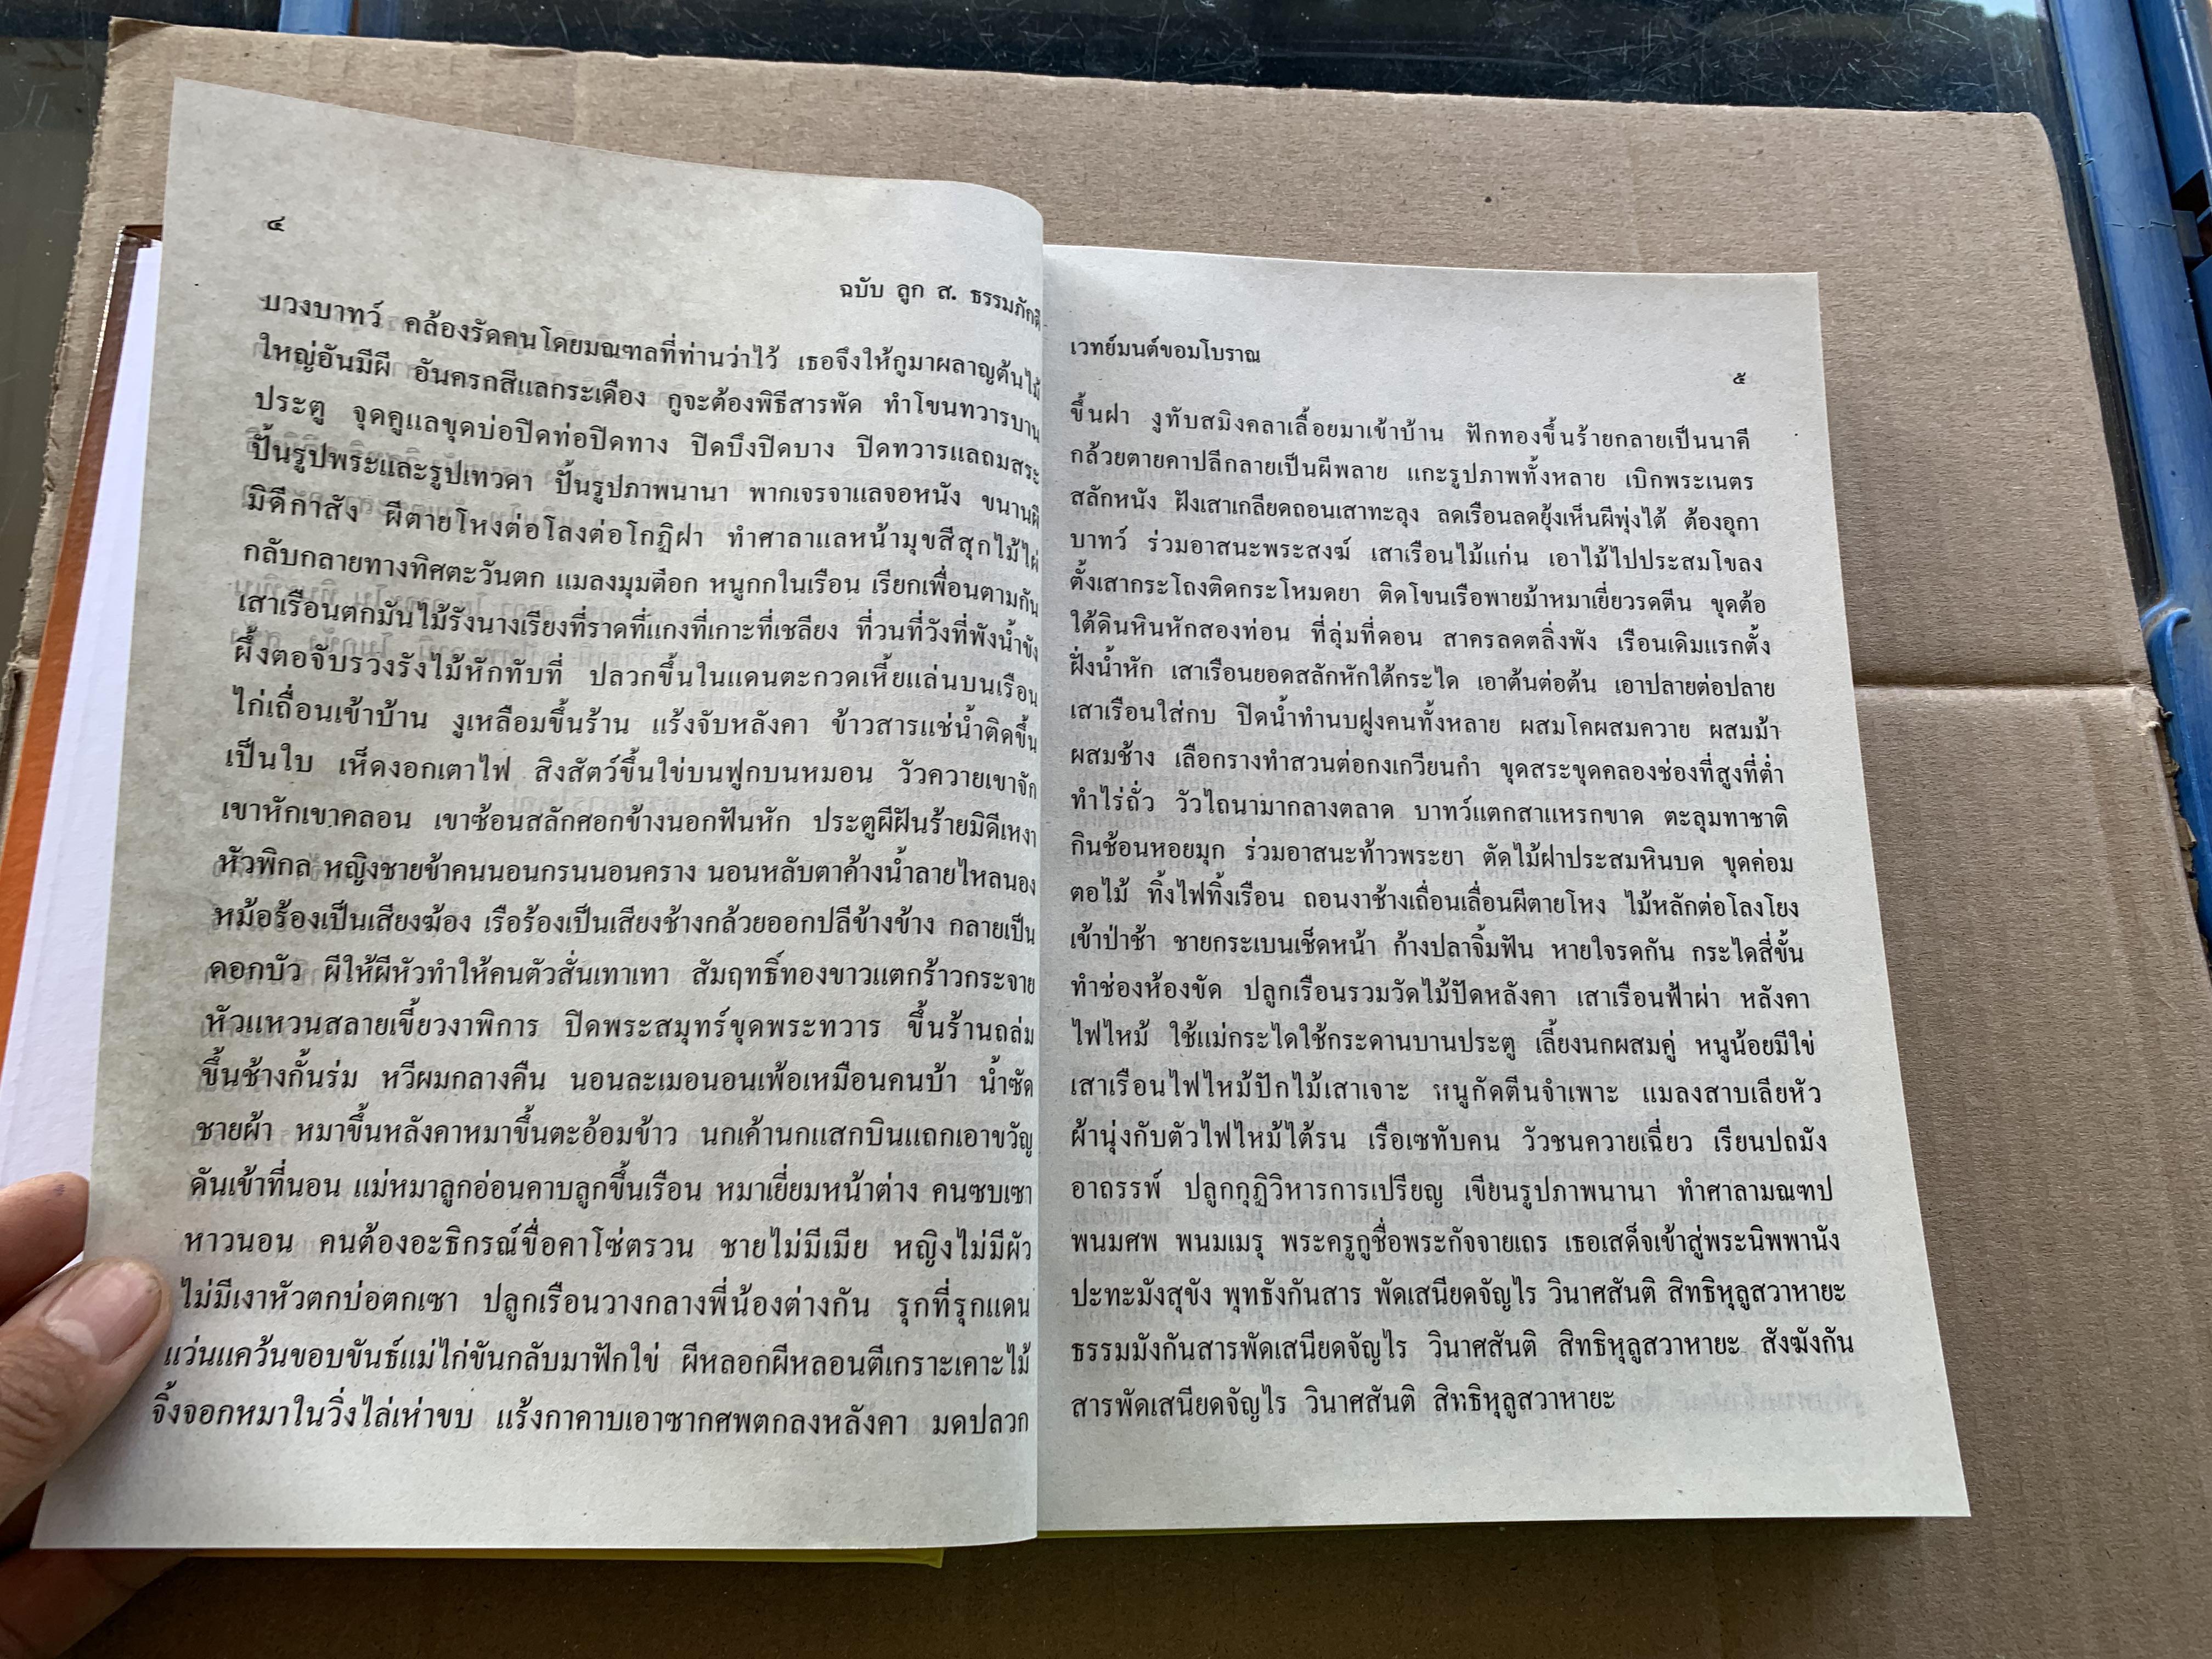 ๔
ฉบับ ลูก ส. ธรรมภักดี
บวงบาทว์ คล้องรัดคนโดยมณฑลที่ท่านว่าไว้ เธอจึงให้กูมาผลาญต้นไม้
ใหญ่อันมีผี อันครกสีแลกระเดือง กูจะต้องพิธีสารพัด ทำโขนทวารบาน
ประตู จุดคูแลขุดบ่อปิดท่อปิดทาง ปิดบึงปิดบาง ปิดทวารแลถมสระ
ปั้นรูปพระและรูปเทวดา ปั้นรูปภาพนานา พากเจรจาแลจอหนัง ขนานผี
มิดีกาสัง ผีตายโหงต่อโลงต่อโกฏิฝา ทำศาลาแลหน้ามุขสีสุกไม้ไผ่
กลับกลายทางทิศตะวันตก แมลงมุมตีอก หนูกกในเรือน เรียกเพื่อนตามกัน
เสาเรือนตกมันไม้รังนางเรียงที่ราดที่แกงที่เกาะที่เชลียง ที่วนที่วังที่พังน้ำขัง
ผึ้งตอจับรวงรังไม้หักทับที่ ปลวกขึ้นในแดนตะกวดเหี้ยแล่นบนเรือน
ไก่เถื่อนเข้าบ้าน งูเหลือมขึ้นร้าน แร้งจับหลังคา ข้าวสารแช่น้ำติดขึ้น
เป็นใบ เห็ดงอกเตาไฟ สิงสัตว์ขึ้นใข่บนฟูกบนหมอน วัวควายเขาจัก
เขาหักเขาคลอน เขาซ้อนสลักศอกข้างนอกฟันหัก ประตูผีฝันร้ายมิดีเหงา
หัวพิกล หญิงชายข้าคนนอนกรนนอนคราง นอนหลับตาค้างน้ำลายไหลนอง
หม้อร้องเป็นเสียงฆ้อง เรือร้องเป็นเสียงช้างกล้วยออกปลีข้างข้าง กลายเป็น
ดอกบัว ผีให้ผีหัวทำให้คนตัวสั่นเทาเทา สัมฤทธิ์ทองขาวแตกร้าวกระจาย
หัวแหวนสลายเขี้ยวงาพิการ ปิดพระสมุทร์ขุดพระทวาร ขึ้นร้านถล่ม
ขึ้นช้างกั้นร่ม หวีผมกลางคืน นอนละเมอนอนเพ้อเหมือนคนบ้า น้ำซัด
ชายผ้า หมาขึ้นหลังคาหมาขึ้นตะอ้อมข้าว นกเค้านกแสกบินแถกเอาขวัญ
ดันเข้าที่นอน แม่หมาลูกอ่อนคาบลูกขึ้นเรือน หมาเยี่ยมหน้าต่าง คนซบเซา
หาวนอน คนต้องอะธิกรณ์ขื่อคาโซ่ตรวน ชายไม่มีเมีย หญิงไม่มีผัว
ไม่มีเงาหัวตกบ่อตกเซา ปลูกเรือนวางกลางพี่น้องต่างกัน รุกที่รุกแดน
แว่นแคว้นขอบขันธ์แม่ไก่ขันกลับมาฟักใข่ ผีหลอกผีหลอนตีเกราะเคาะไม้
จิ้งจอกหมาในวิ่งไล่เห่าขบ แร้งกาคาบเอาซากศพตกลงหลังคา มดปลวก
เวทย์มนต์ขอมโบราณ
๕
ขึ้นฝา งูทับสมิงคลาเลื้อยมาเข้าบ้าน ฟักทองขึ้นร้ายกลายเป็นนาคี
กล้วยตายคาปลีกลายเป็นผีพลาย แกะรูปภาพทั้งหลาย เบิกพระเนตร
สลักหนัง ฝังเสาเกลียดถอนเสาทะลุง ลดเรือนลดยุ้งเห็นผีพุ่งไต้ ต้องอุกา
บาทว์ ร่วมอาสนะพระสงฆ์ เสาเรือนไม้แก่น เอาไม้ไปประสมโขลง
ตั้งเสากระโถงติดกระโหมดยา ติดโขนเรือพายม้าหมาเยี่ยวรดตีน ขุดต้อ
ใต้ดินหินหักสองท่อน ที่ลุ่มที่ดอน สาครลดตลิ่งพัง เรือนเดิมแรกตั้ง
ฝั่งน้ำหัก เสาเรือนยอดสลักหักใต้กระได เอาต้นต่อต้น เอาปลายต่อปลาย
เสาเรือนใส่กบ ปิดน้ำทำนบฝูงคนทั้งหลาย ผสมโคผสมควาย ผสมม้า
ผสมช้าง เลือกรางทำสวนต่อกงเกวียนกำ ขุดสระขุดคลองช่องที่สูงที่ต่ำ
ทำไร่ถั่ว วัวไถนามากลางตลาด บาทว์แตกสาแหรกขาด ตะลุมทาชาติ
กินช้อนหอยมุก ร่วมอาสนะท้าวพระยา ตัดไม้ฝาประสมหินบด ขุดค่อม
ตอไม้ ทิ้งไฟทิ้งเรือน ถอนงาช้างเถื่อนเลื่อนผีตายโหง ไม้หลักต่อโลงโยง
เข้าป่าช้า ชายกระเบนเช็ดหน้า ก้างปลาจิ้มฟัน หายใจรดกัน กระไดสี่ขั้น
ทำช่องห้องขัด ปลูกเรือนรวมวัดไม้ปัดหลังคา เสาเรือนฟ้าผ่า หลังคา
ไฟไหม้ ใช้แม่กระไดใช้กระดานบานประตู เลี้ยงนกผสมคู่ หนูน้อยมีใข่
เสาเรือนไฟไหม้ปักไม้เสาเจาะ หนูกัดตีนจำเพาะ แมลงสาบเลียหัว
ผ้านุ่งกับตัวไฟไหม้ไต้รน เรือเซทับคน วัวชนควายเฉี่ยว เรียนปถมัง
อาถรรพ์ ปลูกกุฏิวิหารการเปรียญ เขียนรูปภาพนานา ทำศาลามณฑป
พนมศพ พนมเมรุ พระครูกูชื่อพระกัจจายเถร เธอเสด็จเข้าสู่พระนิพพานัง
ปะทะมังสุขัง พุทธังกันสาร พัดเสนียดจัญไร วินาศสันติ สิทธิหุลูสวาหายะ
ธรรมมังกันสารพัดเสนียดจัญไร วินาศสันติ สิทธิหุลูสวาหายะ สังฆังกัน
สารพัดเสนียดจัญไร วินาศสันติ สิทธิหุลูสวาหายะ